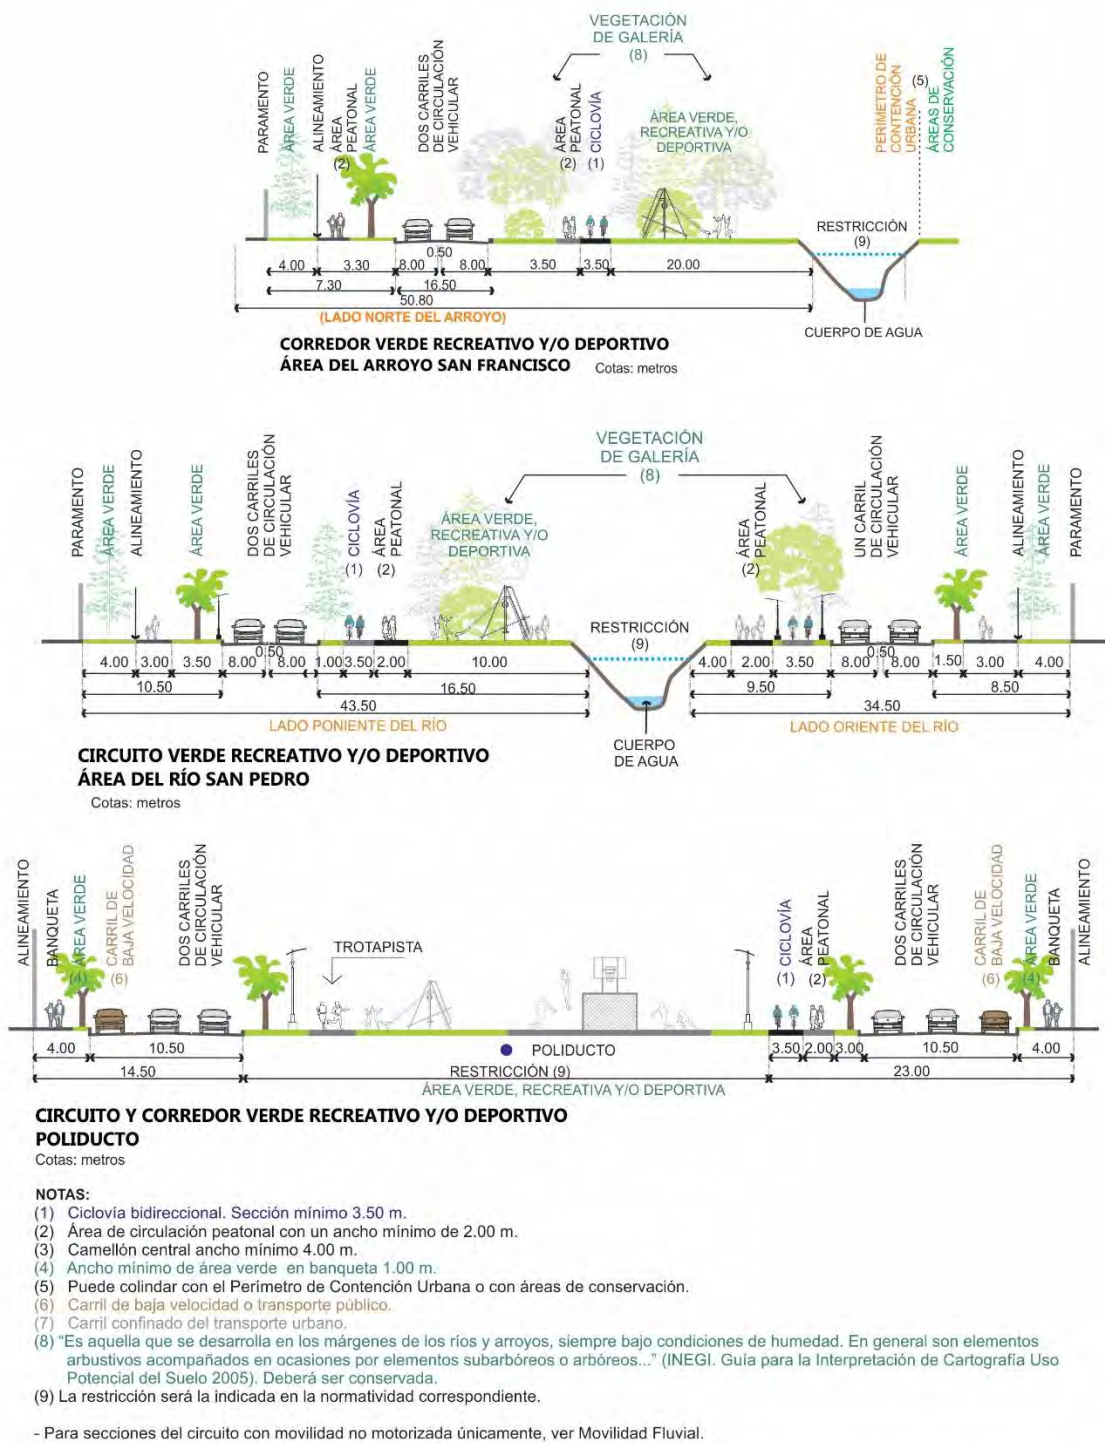 VEGETACIÓN
DE GALERÍA
(8)
PARAMENTO
ÁREA VERDE
ALINEAMIENTO
ÁREA
PEATONAL
(2)
ÁREA VERDE
DOS CARRILES
DE CIRCULACIÓN
VEHICULAR
ÁREA
PEATONAL
(2)
CICLOVÍA
(1)
ÁREA VERDE,
RECREATIVA Y/O
DEPORTIVA
PERÍMETRO DE
CONTENCIÓN
URBANA
(5)
ÁREAS DE
CONSERVACIÓN
RESTRICCIÓN
(9)
0.50
4.00
3.30
8.00
8.00
3.50
3.50
20.00
7.30
16.50
50.80
(LADO NORTE DEL ARROYO)
CUERPO DE AGUA
CORREDOR VERDE RECREATIVO Y/O DEPORTIVO
ÁREA DEL ARROYO SAN FRANCISCO
Cotas: metros
VEGETACIÓN
DE GALERÍA
(8)
PARAMENTO
ÁREA VERDE
ALINEAMIENTO
ÁREA VERDE
DOS CARRILES
DE CIRCULACIÓN
VEHICULAR
CICLOVÍA
(1)
ÁREA
PEATONAL
(2)
ÁREA VERDE,
RECREATIVA Y/O
DEPORTIVA
ÁREA
PEATONAL
(2)
UN CARRIL
DE CIRCULACIÓN
VEHICULAR
ÁREA VERDE
ALINEAMIENTO
ÁREA VERDE
PARAMENTO
RESTRICCIÓN
(9)
0.50
0.50
4.00
3.00
3.50
8.00
8.00
1.00
3.50
2.00
10.00
4.00
2.00
3.50
8.00
8.00
1.50
3.00
4.00
10.50
16.50
9.50
8.50
43.50
34.50
LADO PONIENTE DEL RÍO
LADO ORIENTE DEL RÍO
CUERPO
DE AGUA
CIRCUITO VERDE RECREATIVO Y/O DEPORTIVO
ÁREA DEL RÍO SAN PEDRO
Cotas: metros
ALINEAMIENTO
BANQUETA
ÁREA VERDE
(4)
CARRIL DE
BAJA VELOCIDAD
(6)
DOS CARRILES
DE CIRCULACIÓN
VEHICULAR
TROTAPISTA
CICLOVÍA
(1)
ÁREA
PEATONAL
(2)
DOS CARRILES
DE CIRCULACIÓN
VEHICULAR
CARRIL DE
BAJA VELOCIDAD
(6)
ÁREA VERDE
(4)
BANQUETA
ALINEAMIENTO
4.00
10.50
POLIDUCTO
3.50
2.00
3.00
10.50
4.00
14.50
RESTRICCIÓN (9)
23.00
ÁREA VERDE, RECREATIVA Y/O DEPORTIVA
CIRCUITO Y CORREDOR VERDE RECREATIVO Y/O DEPORTIVO
POLIDUCTO
Cotas: metros
NOTAS:
(1) Ciclovía bidireccional. Sección mínimo 3.50 m.
(2) Área de circulación peatonal con un ancho mínimo de 2.00 m.
(3) Camellón central ancho mínimo 4.00 m.
(4) Ancho mínimo de área verde en banqueta 1.00 m.
(5) Puede colindar con el Perímetro de Contención Urbana o con áreas de conservación.
(6) Carril de baja velocidad o transporte público.
(7) Carril confinado del transporte urbano.
(8) "Es aquella que se desarrolla en los márgenes de los ríos y arroyos, siempre bajo condiciones de humedad. En general son elementos
arbustivos acompañados en ocasiones por elementos subarbóreos o arbóreos..." (INEGI. Guía para la Interpretación de Cartografía Uso
Potencial del Suelo 2005). Deberá ser conservada.
(9) La restricción será la indicada en la normatividad correspondiente.
- Para secciones del circuito con movilidad no motorizada únicamente, ver Movilidad Fluvial.